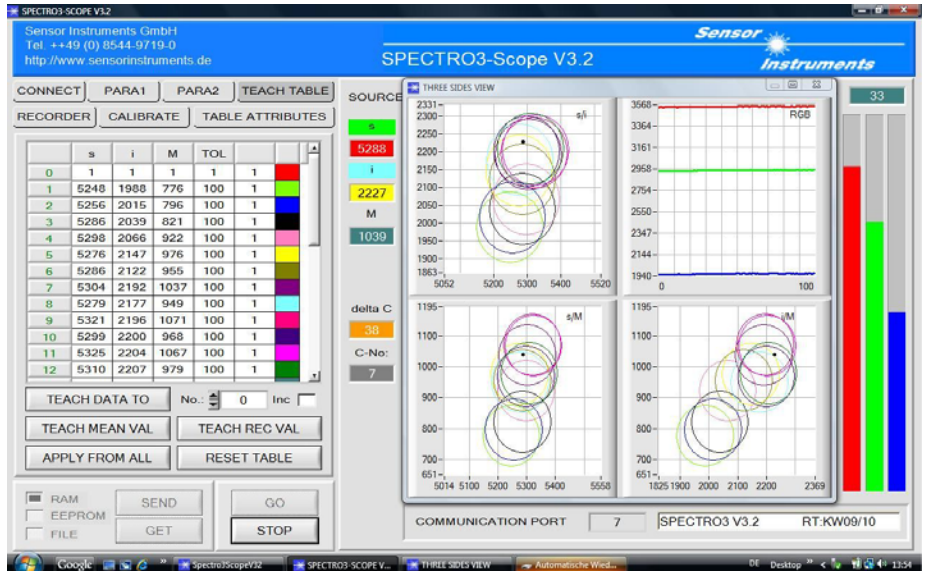 SPECTRO3-SCOPE V3.2
Sensor Instruments GmbH
Tel. ++49 (0) 8544-9719-0
http://www.sensorinstruments.de
SPECTRO3-Scope V3.2
Sensor
Instruments
CONNECT PARA1 PARA2 TEACH TABLE
RECORDER CALIBRATE TABLE ATTRIBUTES
s i M TOL
0 1 1 1 1 1
1 5248 1988 776 100 1
2 5256 2015 796 100 1
3 5286 2039 821 100 1
4 5298 2066 922 100 1
5 5276 2147 976 100 1
6 5286 2122 955 100 1
7 5304 2192 1037 100 1
8 5279 2177 949 100 1
9 5321 2196 1071 100 1
10 5299 2200 968 100 1
11 5325 2204 1067 100 1
12 5310 2207 979 100 1
TEACH DATA TO No.: 0 Inc
TEACH MEAN VAL TEACH REC VAL
APPLY FROM ALL RESET TABLE
RAM
EEPROM
FILE
SEND GO
GET STOP
SOURCE
s
5288
i
2227
M
1039
delta C
38
C-No:
7
THREE SIDES VIEW
s/i
2331
2300
2250
2200
2150
2100
2050
2000
1950
1900
1863
5052 5200 5300 5400 5520
RGB
3568
3364
3161
2958
2754
2550
2347
2144
1940
0 100
s/M
1195
1100
1000
900
800
700
651
5014 5100 5200 5300 5400 5558
i/M
1195
1100
1000
900
800
700
651
1825 1900 2000 2100 2200 2369
33
COMMUNICATION PORT 7 SPECTRO3 V3.2 RT:KW09/10
Google Spectro3ScopeV32 SPECTRO3-SCOPE V... THREE SIDES VIEW Automatische Wied... DE Desktop 13:54